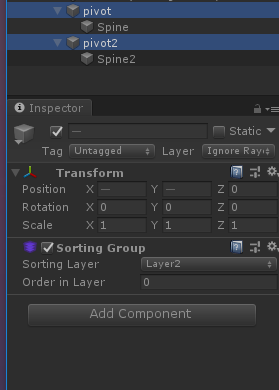 pivot
Spine
pivot2
Spine2
Inspector
— Static
Tag Untagged Layer Ignore Rayc
Transform
Position X — Y — Z 0
Rotation X 0 Y 0 Z 0
Scale X 1 Y 1 Z 1
Sorting Group
Sorting Layer Layer2
Order in Layer 0
Add Component